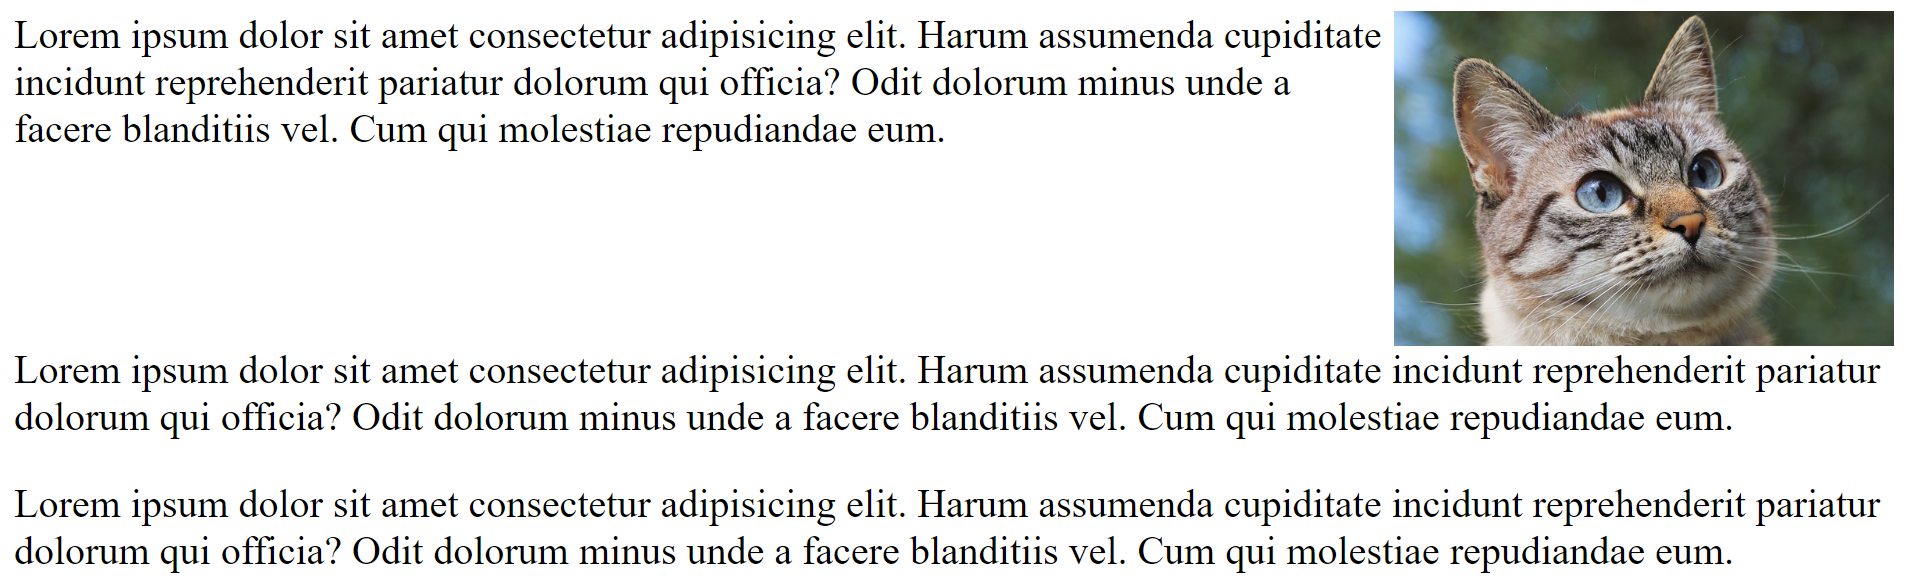 Lorem ipsum dolor sit amet consectetur adipisicing elit. Harum assumenda cupiditate
incidunt reprehenderit pariatur dolorum qui officia? Odit dolorum minus unde a
facere blanditiis vel. Cum qui molestiae repudiandae eum.
Lorem ipsum dolor sit amet consectetur adipisicing elit. Harum assumenda cupiditate incidunt reprehenderit pariatur
dolorum qui officia? Odit dolorum minus unde a facere blanditiis vel. Cum qui molestiae repudiandae eum.
Lorem ipsum dolor sit amet consectetur adipisicing elit. Harum assumenda cupiditate incidunt reprehenderit pariatur
dolorum qui officia? Odit dolorum minus unde a facere blanditiis vel. Cum qui molestiae repudiandae eum.